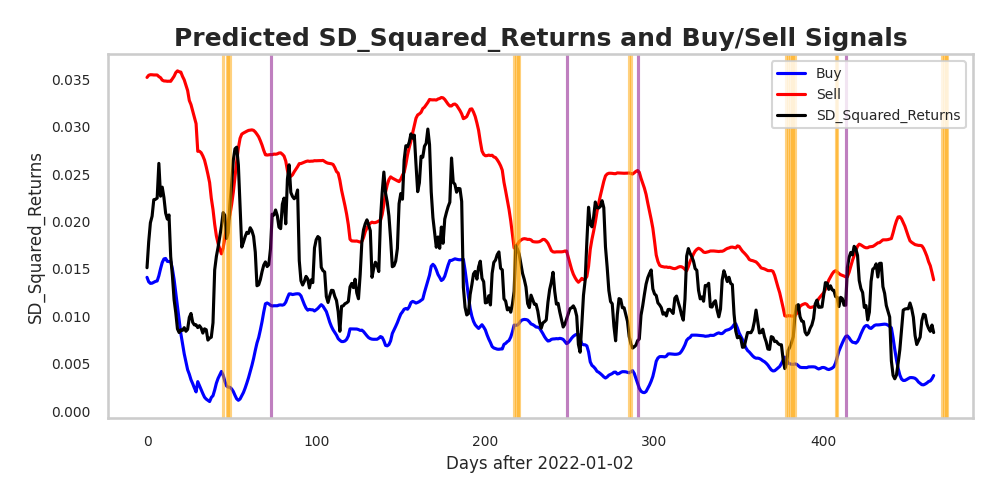 Predicted SD_Squared_Returns and Buy/Sell Signals
Buy
Sell
SD_Squared_Returns
SD_Squared_Returns
0.035
0.030
0.025
0.020
0.015
0.010
0.005
0.000
0 100 200 300 400
Days after 2022-01-02